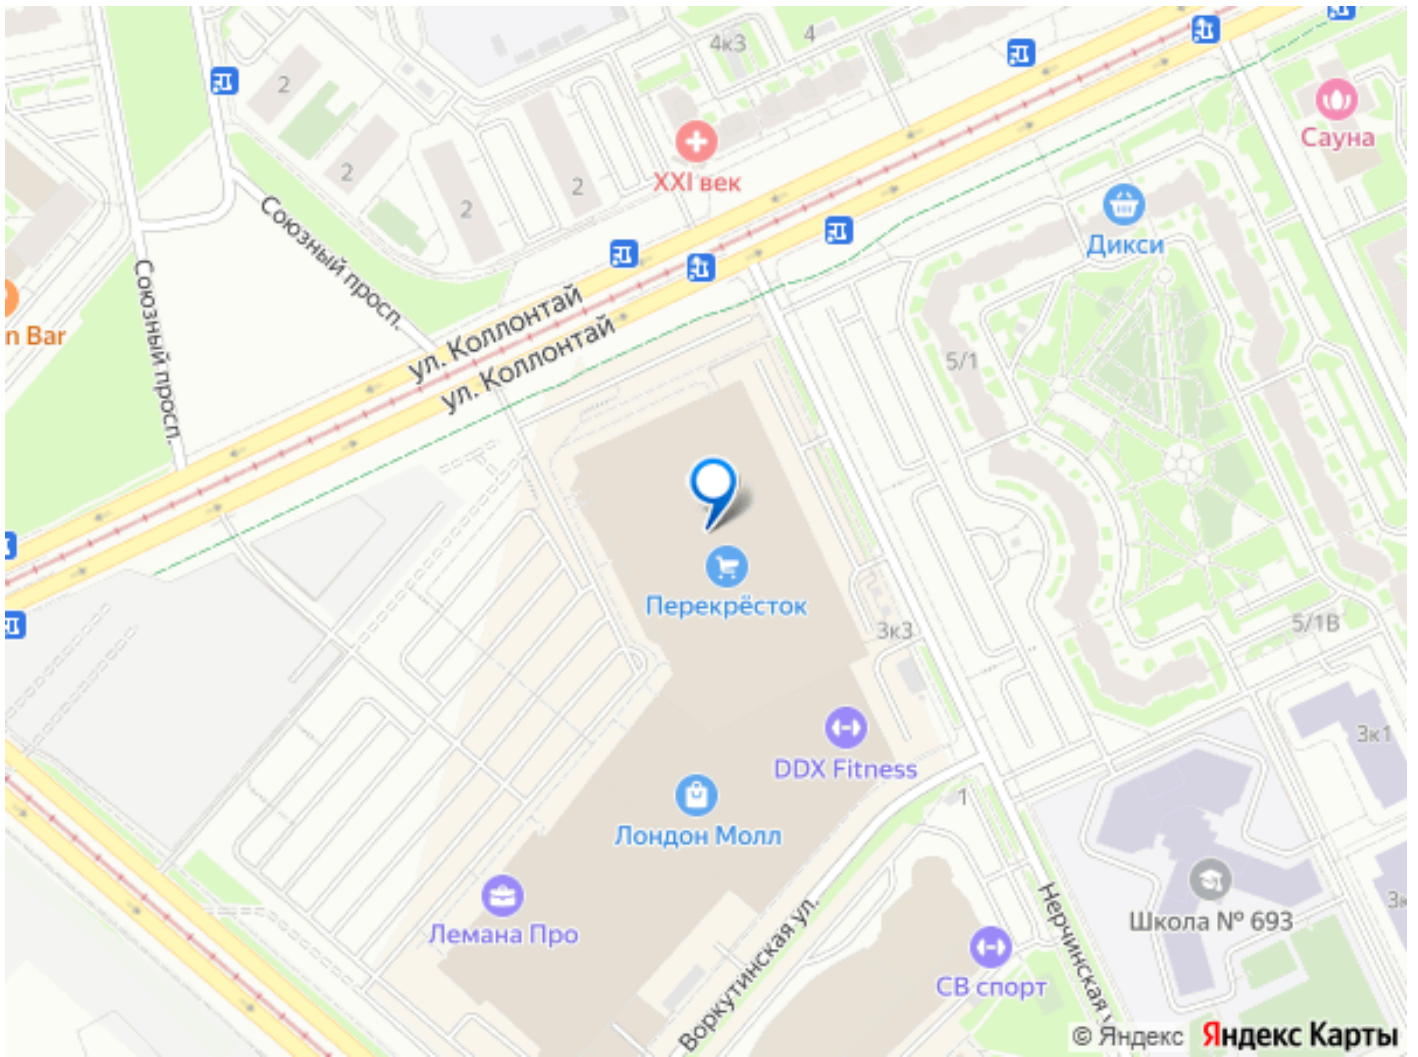 4к3
4
2
Сауна
XXI век
2
2
2
Союзный просп.
Дикси
Союзный просп.
n Bar
ул. Коллонтай
ул. Коллонтай
5/1
Перекрёсток
3к3
5/1В
3к1
DDX Fitness
1
Лондон Молл
Лемана Про
Воркутинская ул.
Нерчинская у
Школа № 693
3к
СВ спорт
© Яндекс Яндекс Карты